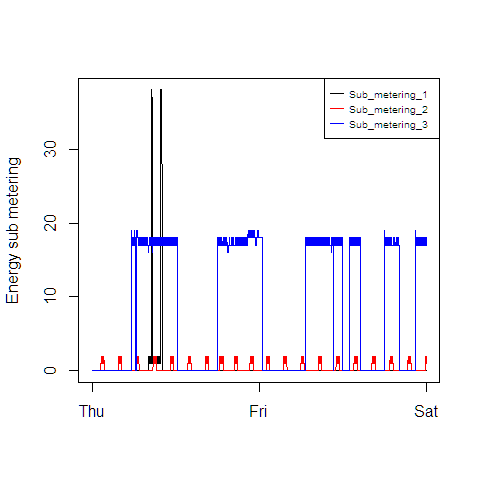 Sub_metering_1
Sub_metering_2
Sub_metering_3
Energy sub metering
30
20
10
0
Thu
Fri
Sat